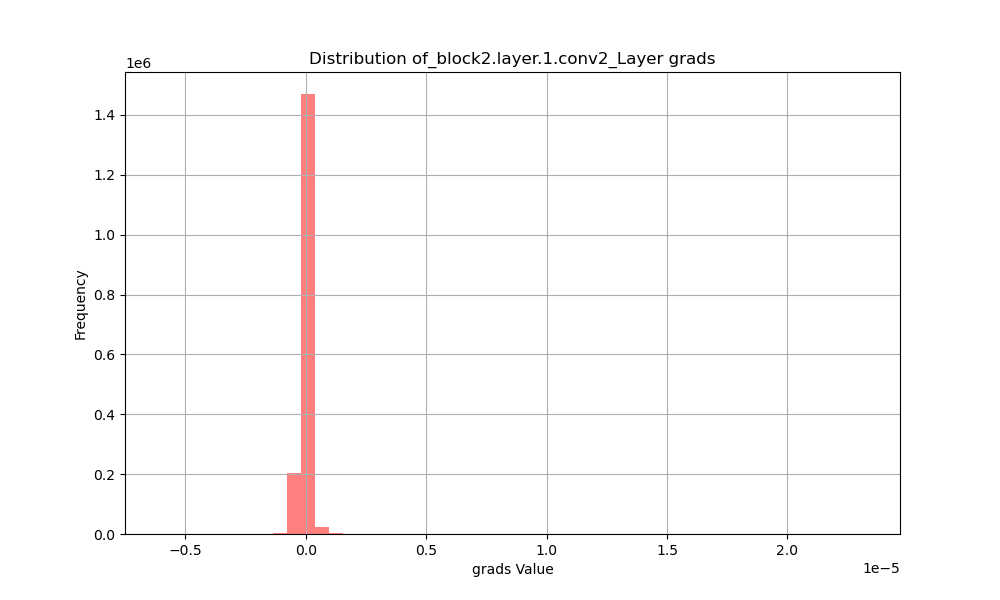 Distribution of_block2.layer.1.conv2_Layer grads
1e6
1.4
1.2
1.0
0.8
0.6
0.4
0.2
0.0
Frequency
−0.5 0.0 0.5 1.0 1.5 2.0
grads Value
1e−5